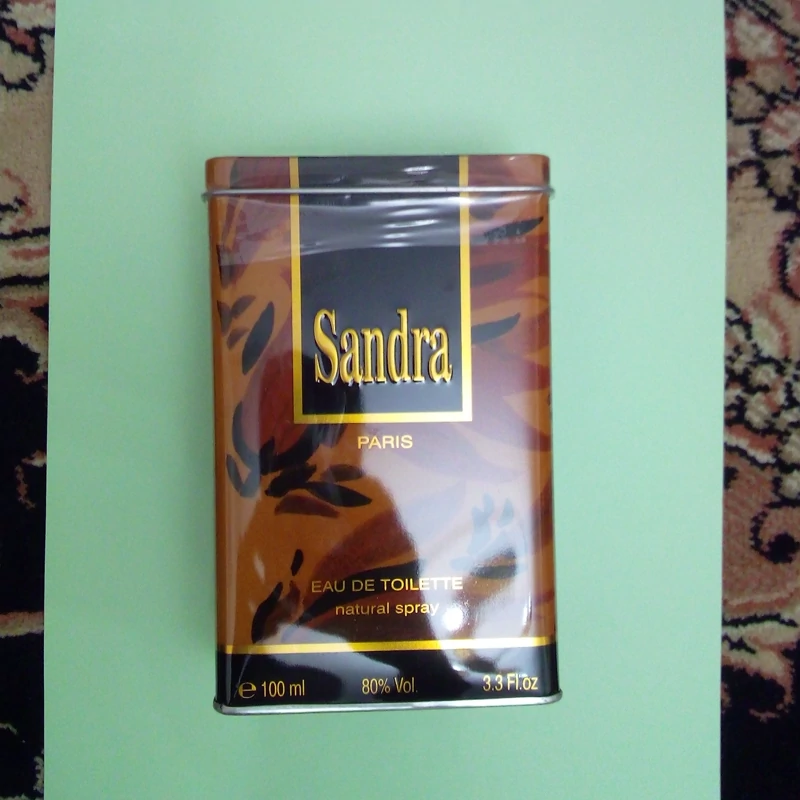 Sandra
PARIS
EAU DE TOILETTE
natural spray
℮ 100 ml 80% Vol. 3.3 Fl.oz